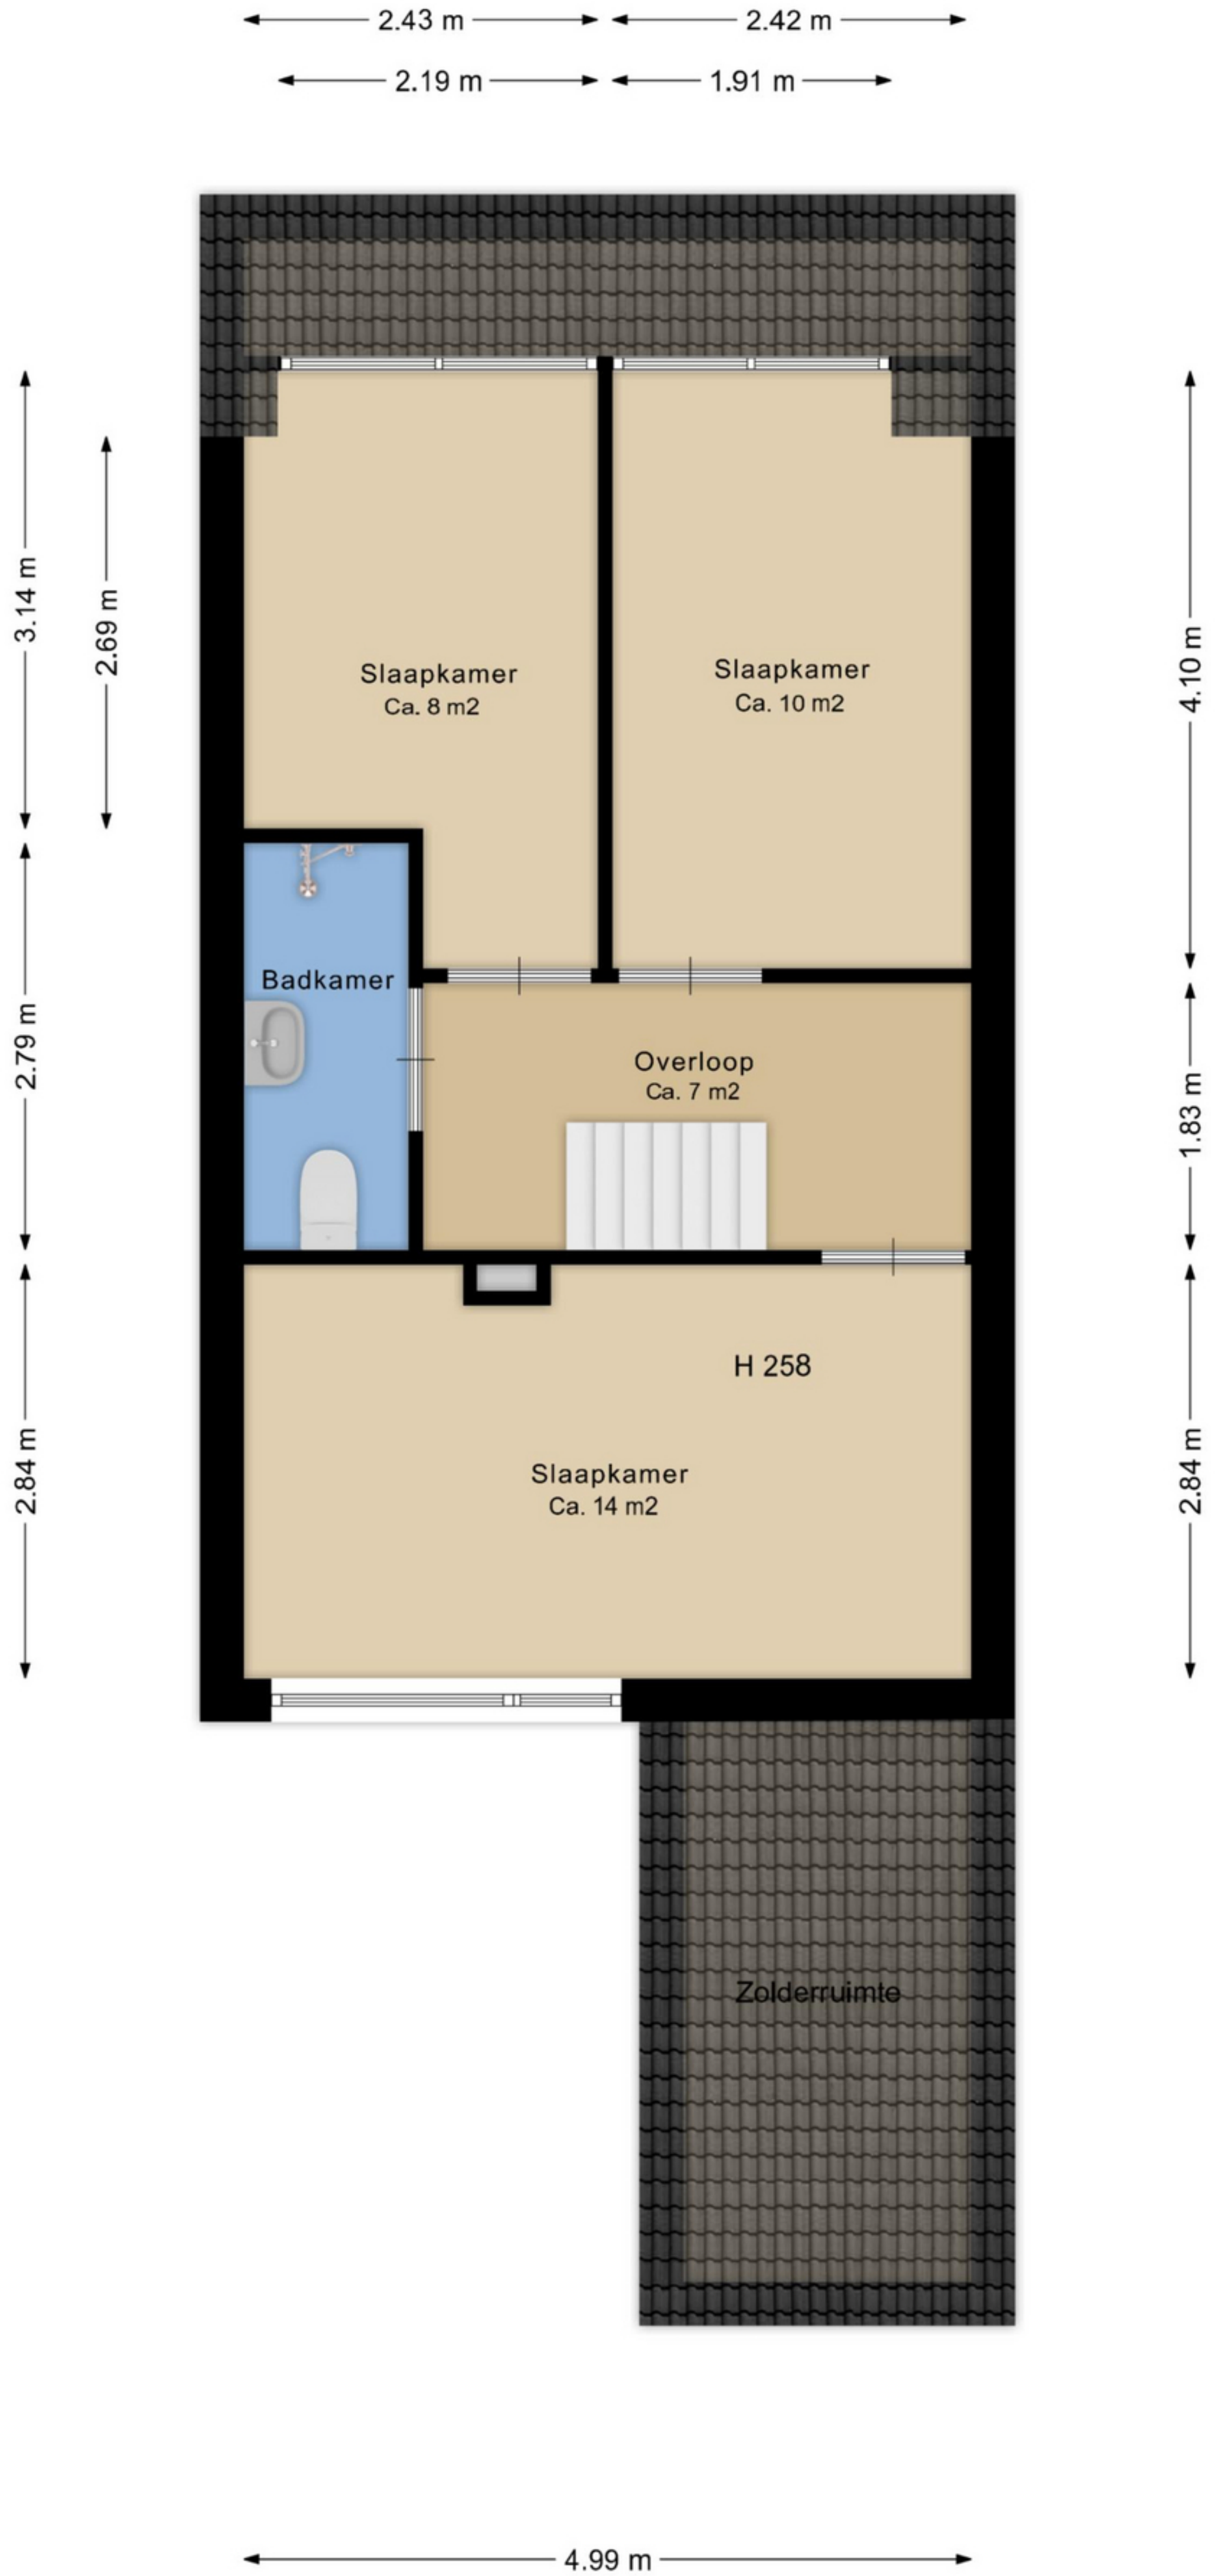 2.43 m
2.42 m
2.19 m
1.91 m
3.14 m
2.69 m
4.10 m
Slaapkamer
Ca. 8 m2
Slaapkamer
Ca. 10 m2
Badkamer
2.79 m
Overloop
Ca. 7 m2
1.83 m
H 258
2.84 m
Slaapkamer
Ca. 14 m2
2.84 m
Zolderruimte
4.99 m